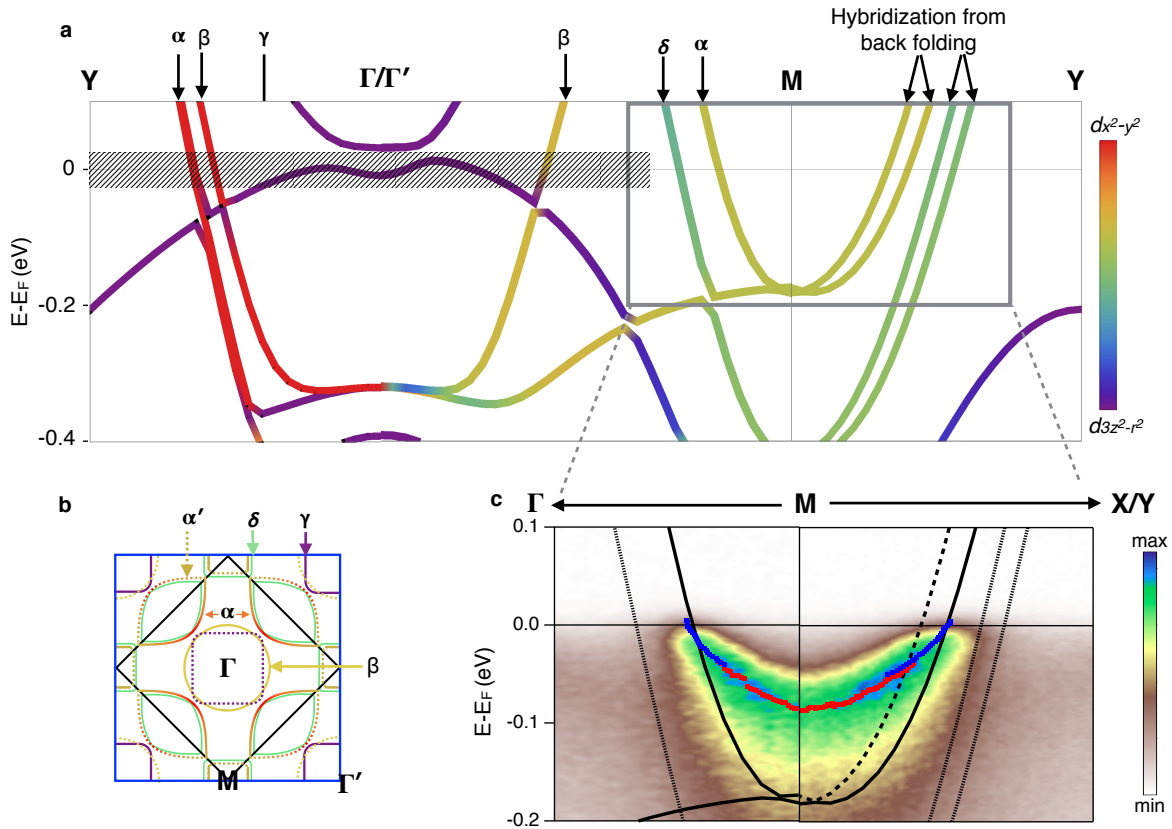 a
Hybridization from
back folding
α
β
γ
β
δ
α
Y
Γ/Γ′
M
Y
0
-0.2
-0.4
E-EF (eV)
dx2-y2
d3z2-r2
b
α′
δ
γ
α
Γ
β
M
Γ′
c
Γ
M
X/Y
0.1
0.0
-0.1
-0.2
E-EF (eV)
max
min